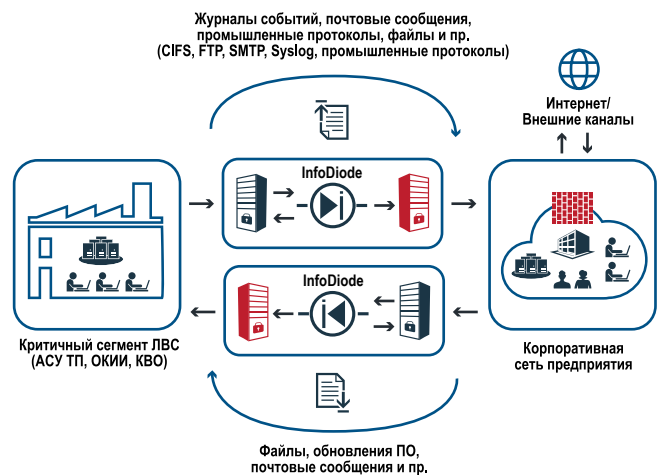 Журналы событий, почтовые сообщения,
промышленные протоколы, файлы и пр.
(CIFS, FTP, SMTP, Syslog, промышленные протоколы)
Интернет/
Внешние каналы
InfoDiode
InfoDiode
Критичный сегмент ЛВС
(АСУ ТП, ОКИИ, КВО)
Корпоративная
сеть предприятия
Файлы, обновления ПО,
почтовые сообщения и пр.